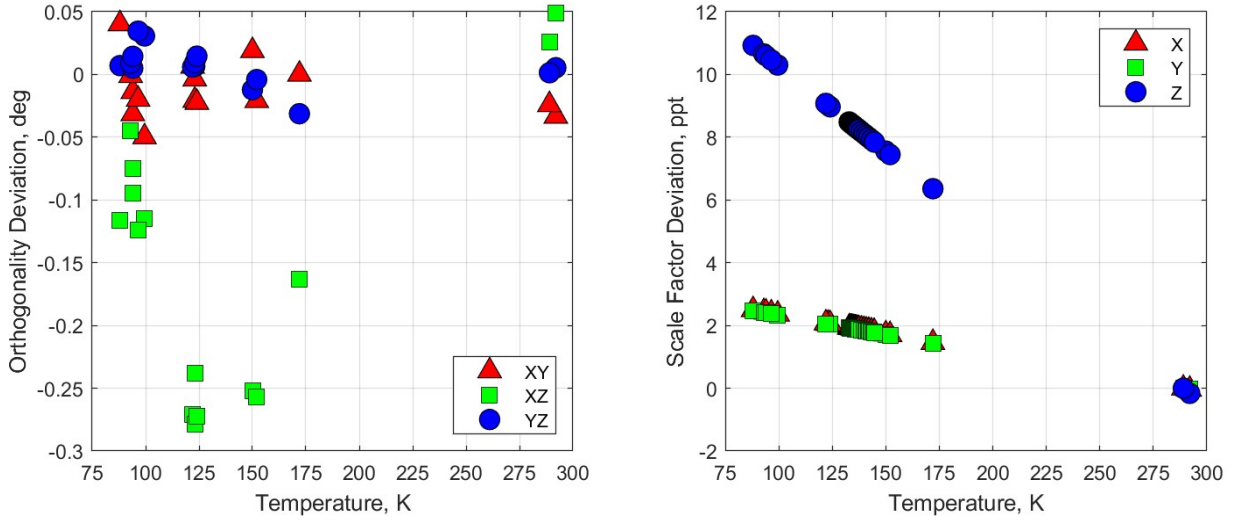 0.05
0
-0.05
-0.1
-0.15
-0.2
-0.25
-0.3
Orthogonality Deviation, deg
75 100 125 150 175 200 225 250 275 300
Temperature, K
XY
XZ
YZ
12
10
8
6
4
2
0
-2
Scale Factor Deviation, ppt
75 100 125 150 175 200 225 250 275 300
Temperature, K
X
Y
Z